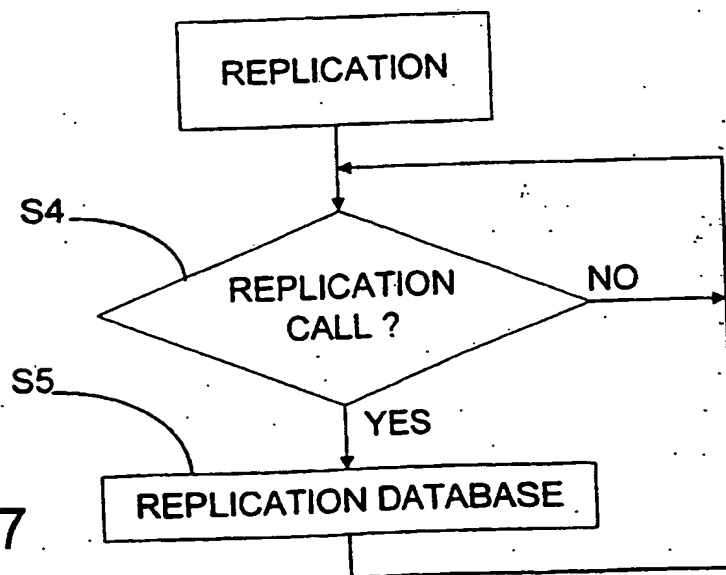 REPLICATION
S4
REPLICATION
CALL ?
NO
S5
YES
REPLICATION DATABASE
7